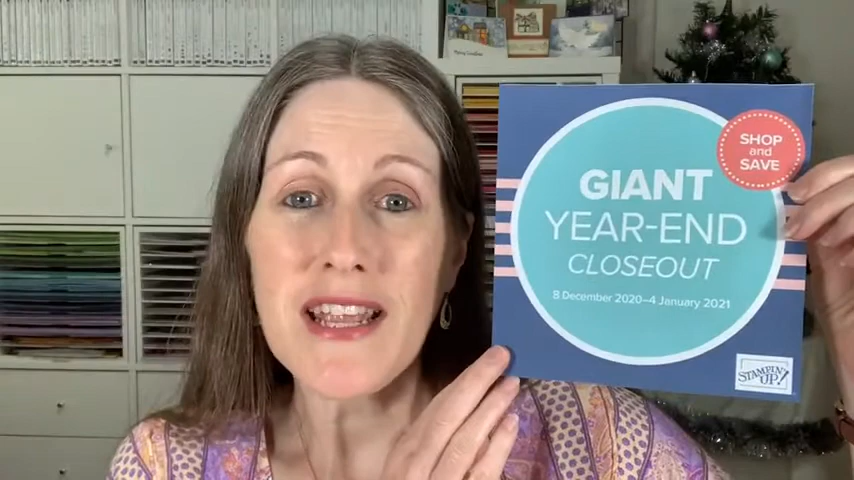 SHOP
and
SAVE
GIANT
YEAR-END
CLOSEOUT
8 December 2020–4 January 2021
STAMPIN' UP!